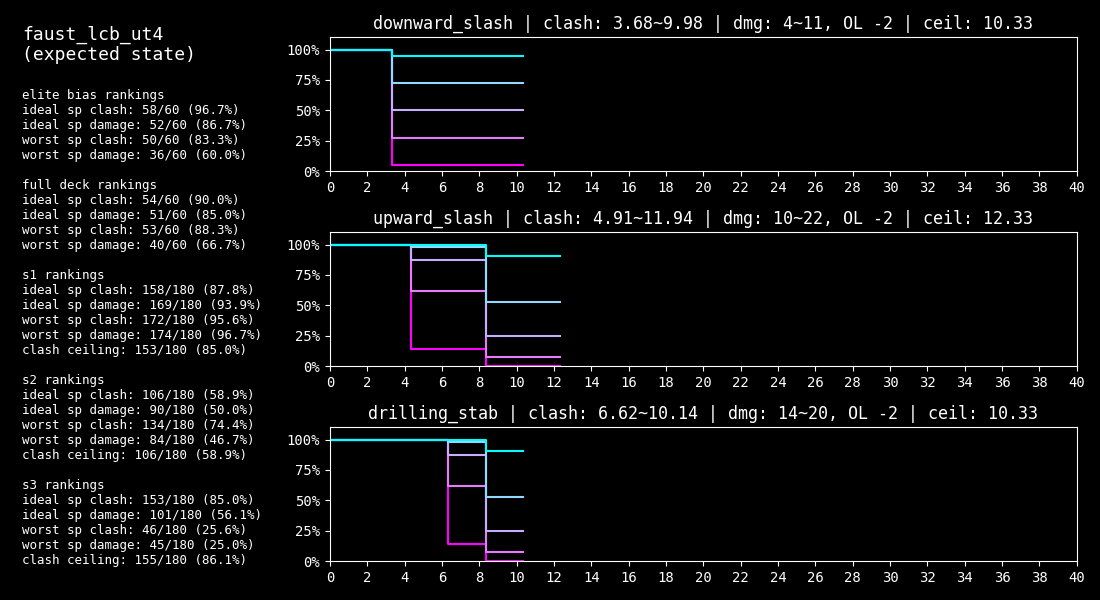 faust_lcb_ut4
(expected state)
elite bias rankings
ideal sp clash: 58/60 (96.7%)
ideal sp damage: 52/60 (86.7%)
worst sp clash: 50/60 (83.3%)
worst sp damage: 36/60 (60.0%)
full deck rankings
ideal sp clash: 54/60 (90.0%)
ideal sp damage: 51/60 (85.0%)
worst sp clash: 53/60 (88.3%)
worst sp damage: 40/60 (66.7%)
s1 rankings
ideal sp clash: 158/180 (87.8%)
ideal sp damage: 169/180 (93.9%)
worst sp clash: 172/180 (95.6%)
worst sp damage: 174/180 (96.7%)
clash ceiling: 153/180 (85.0%)
s2 rankings
ideal sp clash: 106/180 (58.9%)
ideal sp damage: 90/180 (50.0%)
worst sp clash: 134/180 (74.4%)
worst sp damage: 84/180 (46.7%)
clash ceiling: 106/180 (58.9%)
s3 rankings
ideal sp clash: 153/180 (85.0%)
ideal sp damage: 101/180 (56.1%)
worst sp clash: 46/180 (25.6%)
worst sp damage: 45/180 (25.0%)
clash ceiling: 155/180 (86.1%)
downward_slash | clash: 3.68~9.98 | dmg: 4~11, OL -2 | ceil: 10.33
100%
75%
50%
25%
0%
0 2 4 6 8 10 12 14 16 18 20 22 24 26 28 30 32 34 36 38 40
upward_slash | clash: 4.91~11.94 | dmg: 10~22, OL -2 | ceil: 12.33
100%
75%
50%
25%
0%
0 2 4 6 8 10 12 14 16 18 20 22 24 26 28 30 32 34 36 38 40
drilling_stab | clash: 6.62~10.14 | dmg: 14~20, OL -2 | ceil: 10.33
100%
75%
50%
25%
0%
0 2 4 6 8 10 12 14 16 18 20 22 24 26 28 30 32 34 36 38 40